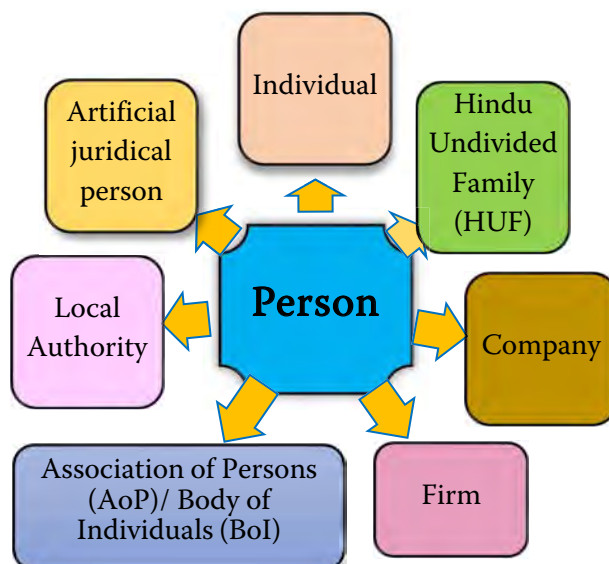 Individual
Artificial
juridical
person
Hindu
Undivided
Family
(HUF)
Person
Local
Authority
Company
Association of Persons
(AoP)/ Body of
Individuals (BoI)
Firm